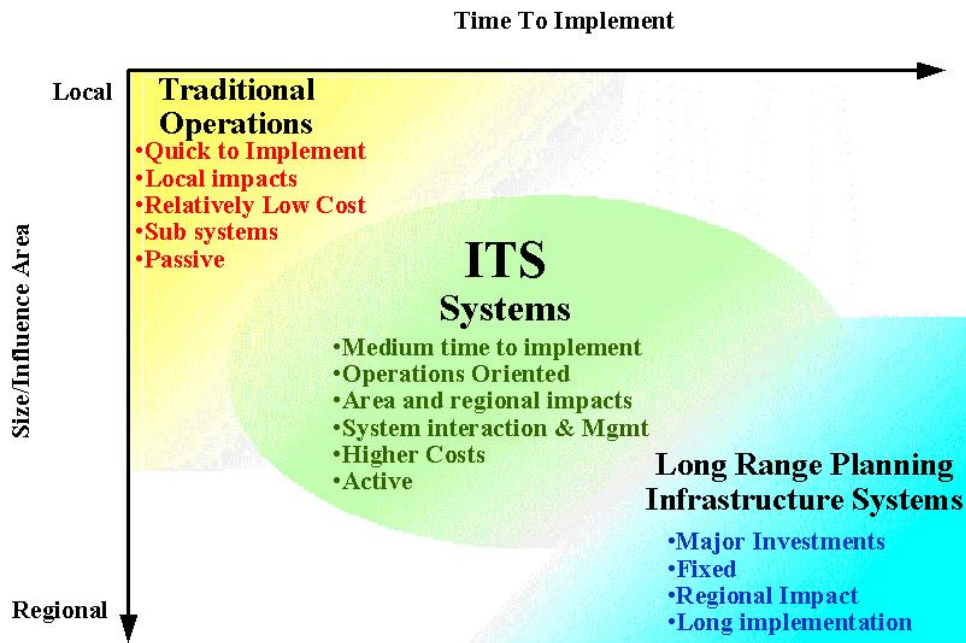 Time To Implement
Local
Traditional
Operations
•Quick to Implement
•Local impacts
•Relatively Low Cost
•Sub systems
•Passive
Size/Influence Area
ITS
Systems
•Medium time to implement
•Operations Oriented
•Area and regional impacts
•System interaction & Mgmt
•Higher Costs
•Active
Long Range Planning
Infrastructure Systems
•Major Investments
•Fixed
•Regional Impact
•Long implementation
Regional